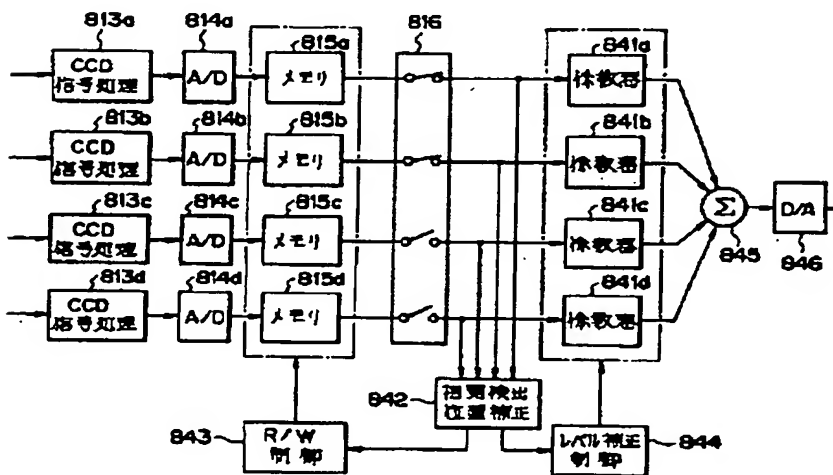 813a
814a
815a
816
841a
CCD
信号処理
A/D
メモリ
係数器
813b
814b
815b
841b
CCD
信号処理
A/D
メモリ
係数器
813c
814c
815c
841c
CCD
信号処理
A/D
メモリ
係数器
Σ
845
D/A
846
813d
814d
815d
841d
CCD
信号処理
A/D
メモリ
係数器
842
相関検出
位置補正
843
R/W
制御
レベル補正
制御
844